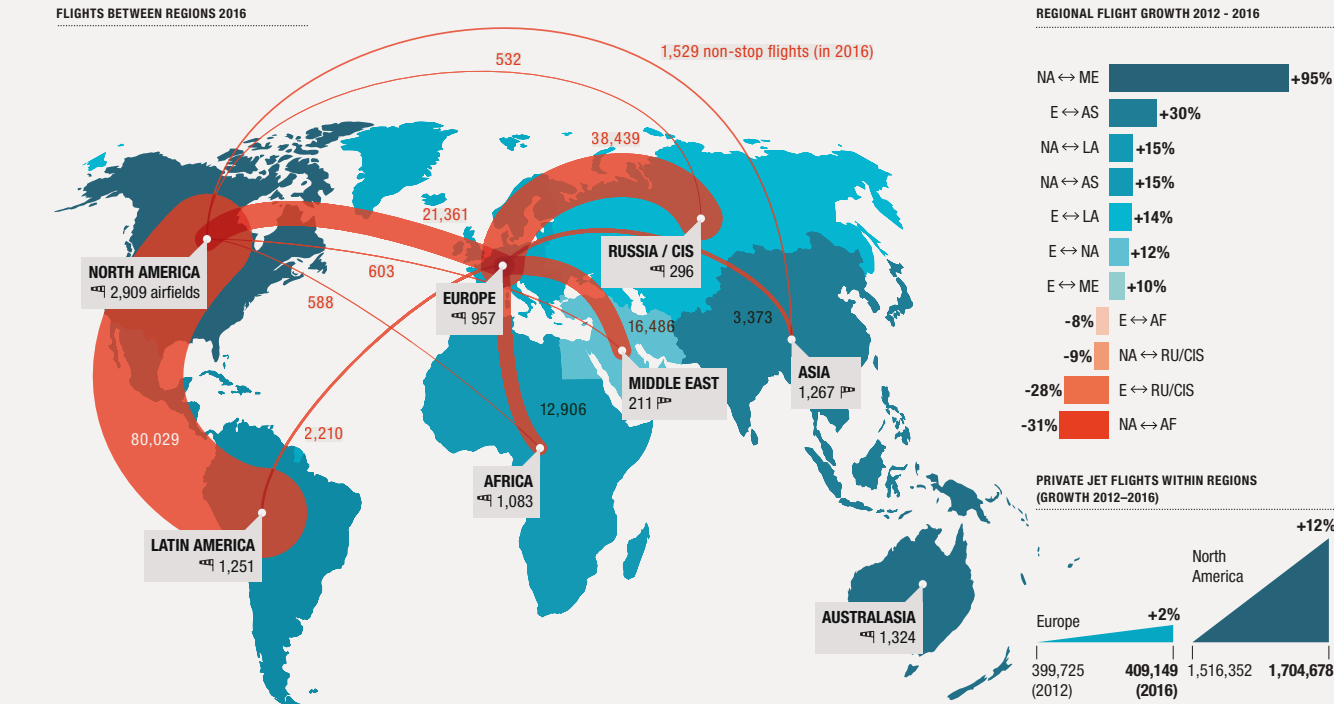 FLIGHTS BETWEEN REGIONS 2016
1,529 non-stop flights (in 2016)
532
38,439
21,361
603
588
NORTH AMERICA
2,909 airfields
EUROPE
957
RUSSIA / CIS
296
16,486
3,373
MIDDLE EAST
211
ASIA
1,267
12,906
80,029
2,210
AFRICA
1,083
LATIN AMERICA
1,251
AUSTRALASIA
1,324
REGIONAL FLIGHT GROWTH 2012 - 2016
NA ↔ ME +95%
E ↔ AS +30%
NA ↔ LA +15%
NA ↔ AS +15%
E ↔ LA +14%
E ↔ NA +12%
E ↔ ME +10%
-8% E ↔ AF
-9% NA ↔ RU/CIS
-28% E ↔ RU/CIS
-31% NA ↔ AF
PRIVATE JET FLIGHTS WITHIN REGIONS
(GROWTH 2012–2016)
+12%
North
America
+2%
Europe
399,725 409,149 1,516,352 1,704,678
(2012) (2016)